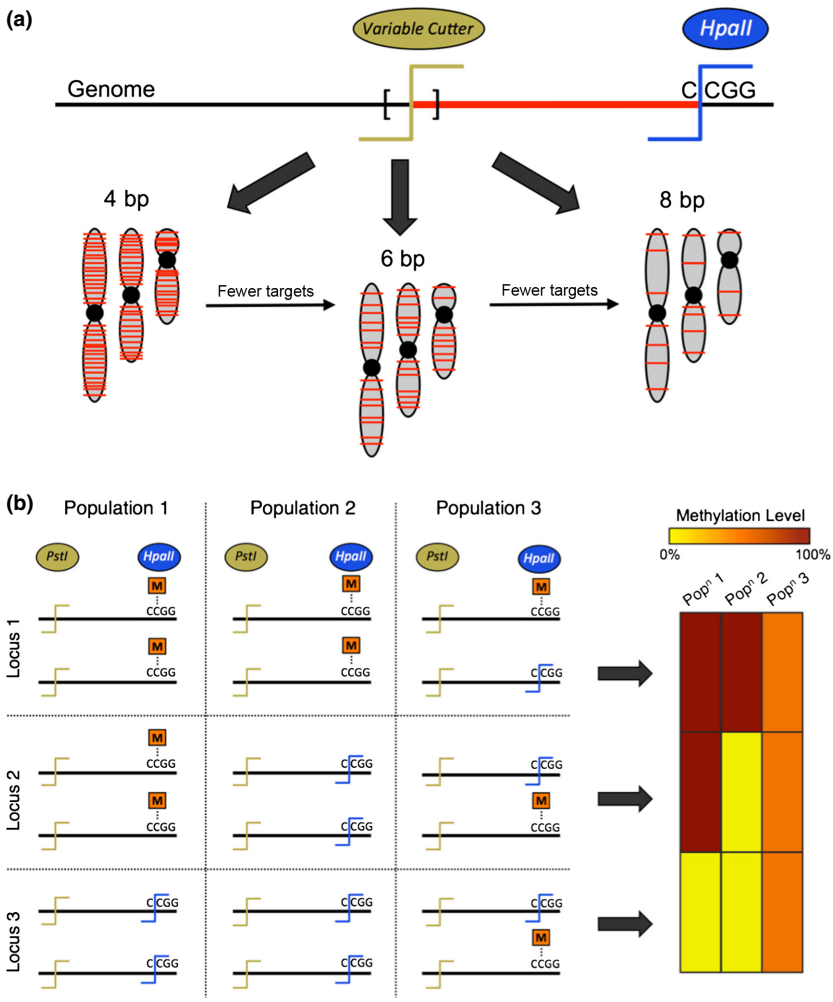 (a)
Variable Cutter
HpaII
Genome
[ ]
C CGG
4 bp
6 bp
8 bp
Fewer targets
Fewer targets
(b)
Population 1
Population 2
Population 3
Methylation Level
0%
100%
Popⁿ 1
Popⁿ 2
Popⁿ 3
PstI
HpaII
PstI
HpaII
PstI
HpaII
Locus 1
M
CCGG
M
CCGG
M
CCGG
M
CCGG
M
CCGG
C CGG
Locus 2
M
CCGG
M
CCGG
C CGG
C CGG
C CGG
M
CCGG
Locus 3
C CGG
C CGG
C CGG
C CGG
C CGG
M
CCGG